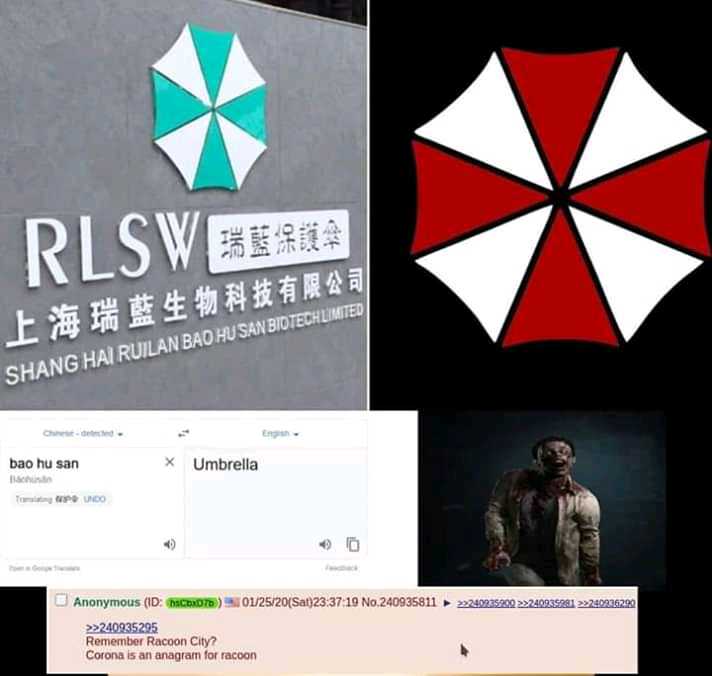 RLSW
瑞藍保護傘
上海瑞藍生物科技有限公司
SHANG HAI RUILAN BAO HU SAN BIOTECH LIMITED
Chinese - detected
English
bao hu san
Bǎohùsǎn
Translating 保护伞 UNDO
Umbrella
Open in Google Translate
Feedback
Anonymous (ID: hsCbxD7b) 01/25/20(Sat)23:37:19 No.240935811 ▶ >>240935900 >>240935981 >>240936290
>>240935295
Remember Racoon City?
Corona is an anagram for racoon